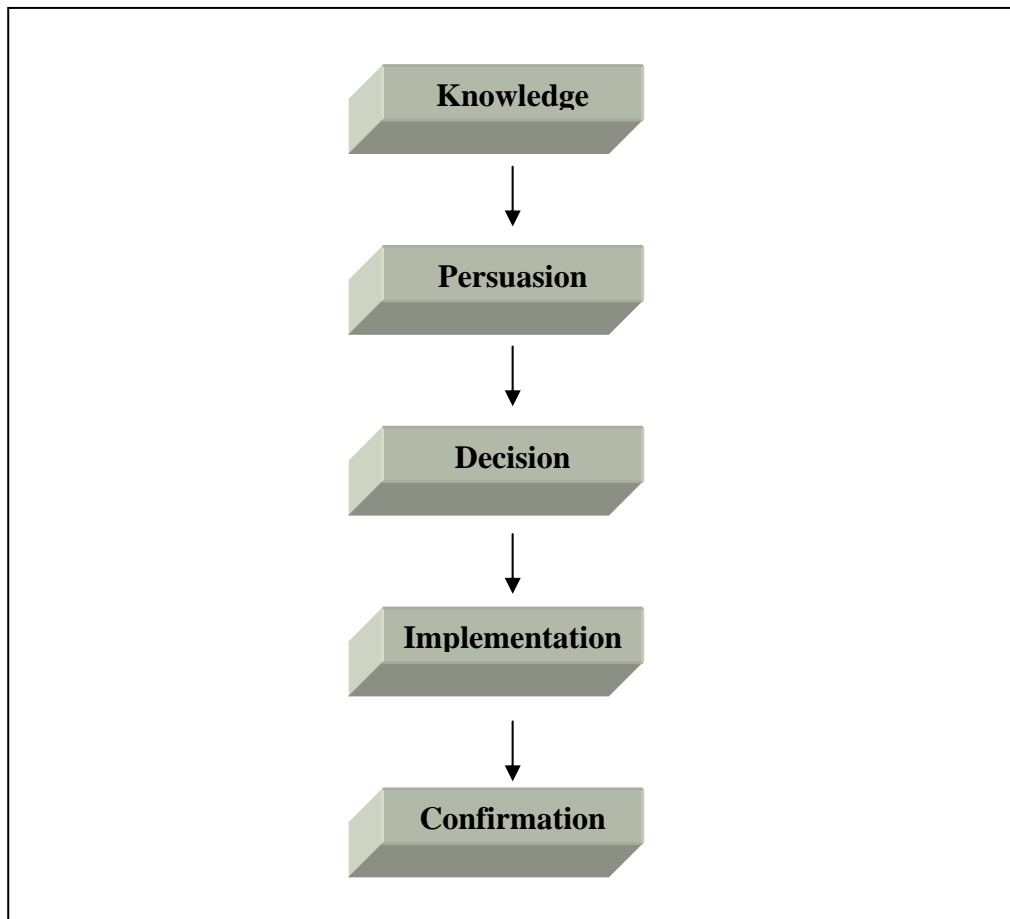 Knowledge
Persuasion
Decision
Implementation
Confirmation